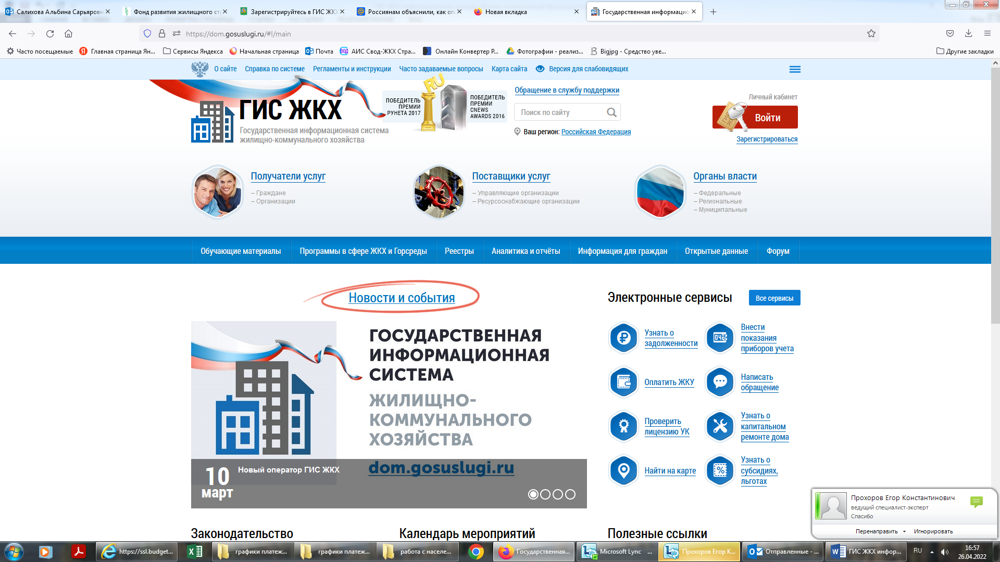 Салихова Альбина Сарьяровн
Фонд развития жилищного ст
Зарегистрируйтесь в ГИС ЖКХ
Россиянам объяснили, как оп
Новая вкладка
Государственная информацио
https://dom.gosuslugi.ru/#!/main
Часто посещаемые
Главная страница Ян...
Сервисы Яндекса
Начальная страница
Почта
АИС Свод-ЖКХ Стра...
Онлайн Конвертер P...
Фотографии - реализ...
Bigjpg - Средство уве...
Другие закладки
О сайте
Справка по системе
Регламенты и инструкции
Часто задаваемые вопросы
Карта сайта
Версия для слабовидящих
ГИС ЖКХ
Государственная информационная система
жилищно-коммунального хозяйства
ПОБЕДИТЕЛЬ
ПРЕМИИ
РУНЕТА 2017
RU
ПОБЕДИТЕЛЬ
ПРЕМИИ
CNEWS
AWARDS 2016
Обращение в службу поддержки
Поиск по сайту
Ваш регион: Российская Федерация
Личный кабинет
Войти
Зарегистрироваться
Получатели услуг
– Граждане
– Организации
Поставщики услуг
– Управляющие организации
– Ресурсоснабжающие организации
Органы власти
– Федеральные
– Региональные
– Муниципальные
Обучающие материалы
Программы в сфере ЖКХ и Горсреды
Реестры
Аналитика и отчёты
Информация для граждан
Открытые данные
Форум
Новости и события
ГОСУДАРСТВЕННАЯ
ИНФОРМАЦИОННАЯ
СИСТЕМА
ЖИЛИЩНО-
КОММУНАЛЬНОГО
ХОЗЯЙСТВА
dom.gosuslugi.ru
10
март
Новый оператор ГИС ЖКХ
Электронные сервисы
Все сервисы
Узнать о
задолженности
Внести
показания
приборов учета
Оплатить ЖКУ
Написать
обращение
Проверить
лицензию УК
Узнать о
капитальном
ремонте дома
Найти на карте
Узнать о
субсидиях,
льготах
Законодательство
Календарь мероприятий
Полезные ссылки
Прохоров Егор Константинович
ведущий специалист-эксперт
Спасибо
Перенаправить
Игнорировать
https://ssl.budget...
графики платеж...
графики платеж...
работа с населе...
Государственная...
Microsoft Lync ...
Прохоров Егор К...
Отправленные - ...
ГИС ЖКХ инфор...
RU
16:57
26.04.2022